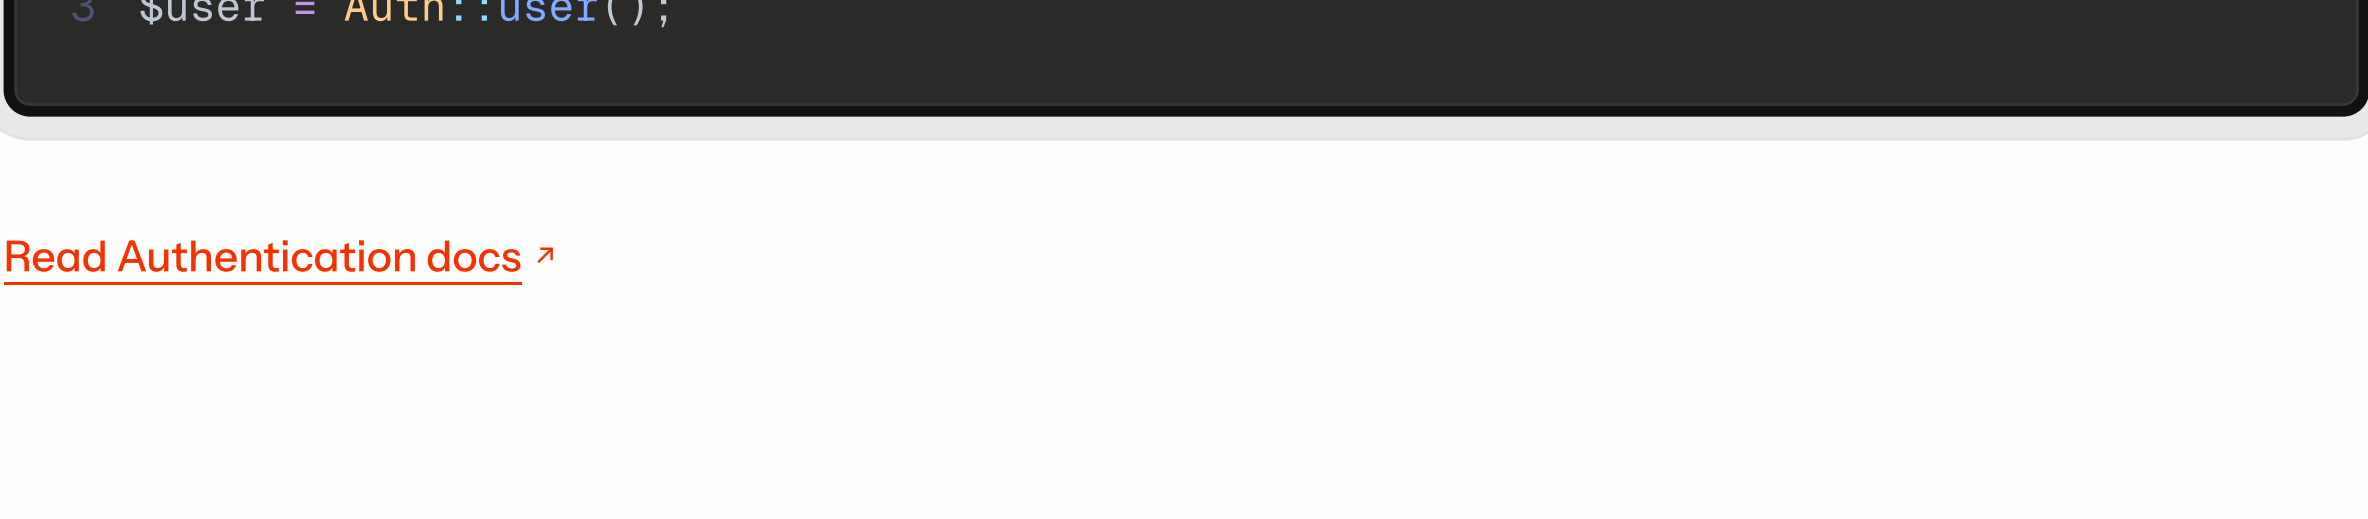 3 $user = Auth::user();
Read Authentication docs ↗